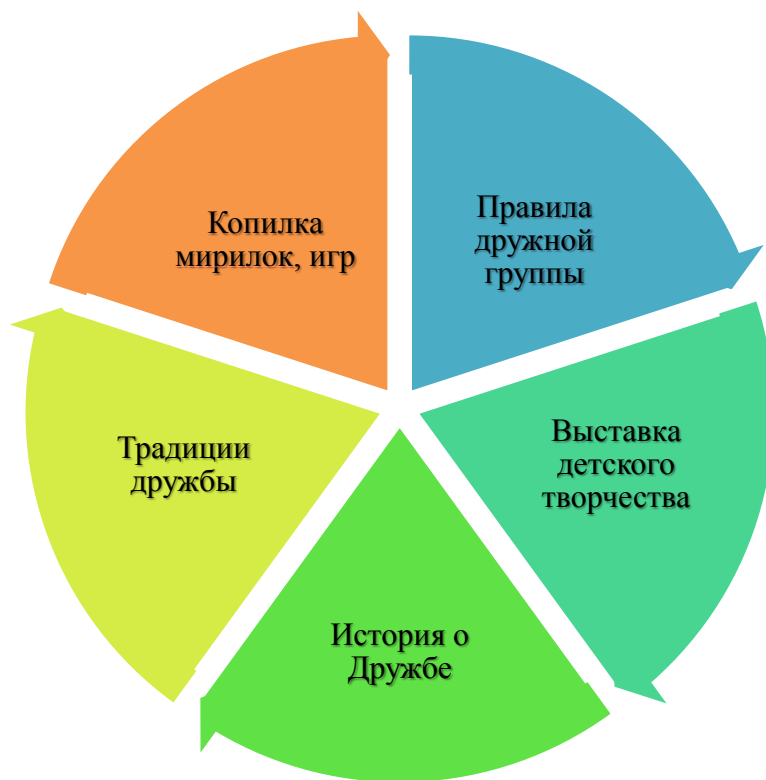 Правила
дружной
группы
Выставка
детского
творчества
История о
Дружбе
Традиции
дружбы
Копилка
мирилок, игр